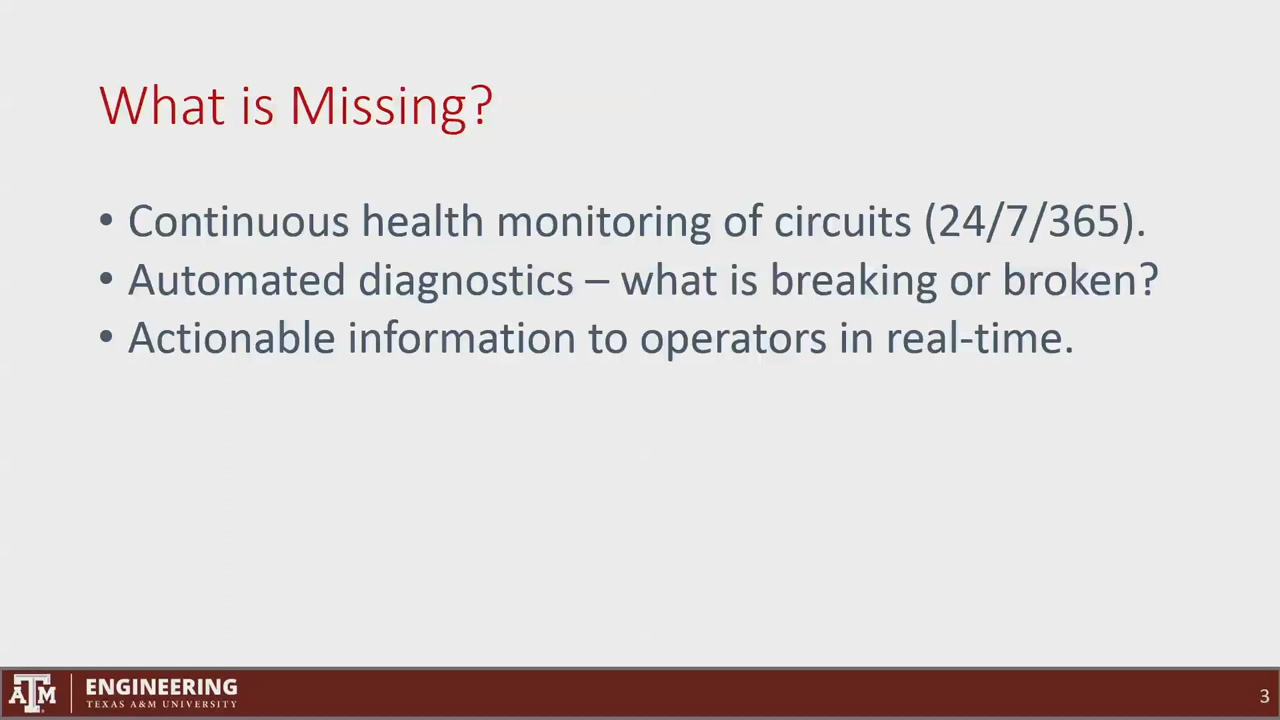 What is Missing?
• Continuous health monitoring of circuits (24/7/365).
• Automated diagnostics – what is breaking or broken?
• Actionable information to operators in real-time.
ATM
ENGINEERING
TEXAS A&M UNIVERSITY
3